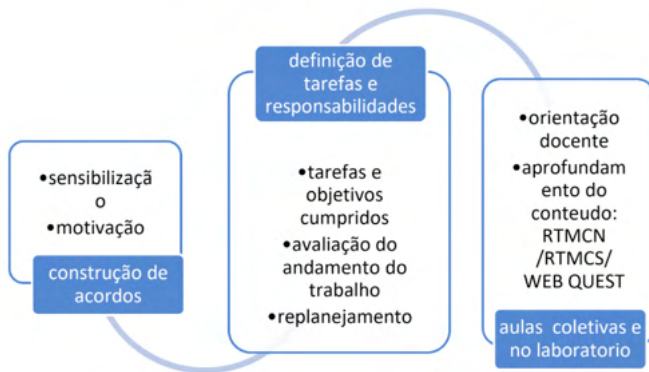 •sensibilizaçã
o
•motivação
construção de
acordos
definição de
tarefas e
responsabilidades
•tarefas e
objetivos
cumpridos
•avaliação do
andamento do
trabalho
•replanejamento
•orientação
docente
•aprofundam
ento do
conteudo:
RTMCN
/RTMCS/
WEB QUEST
aulas coletivas e
no laboratorio